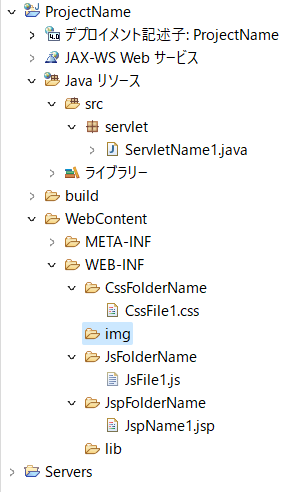 ProjectName
4.0
デプロイメント記述子: ProjectName
JAX-WS Web サービス
Java リソース
src
servlet
J
ServletName1.java
ライブラリー
build
WebContent
META-INF
WEB-INF
CssFolderName
CssFile1.css
img
JsFolderName
JsFile1.js
JspFolderName
JspName1.jsp
lib
Servers